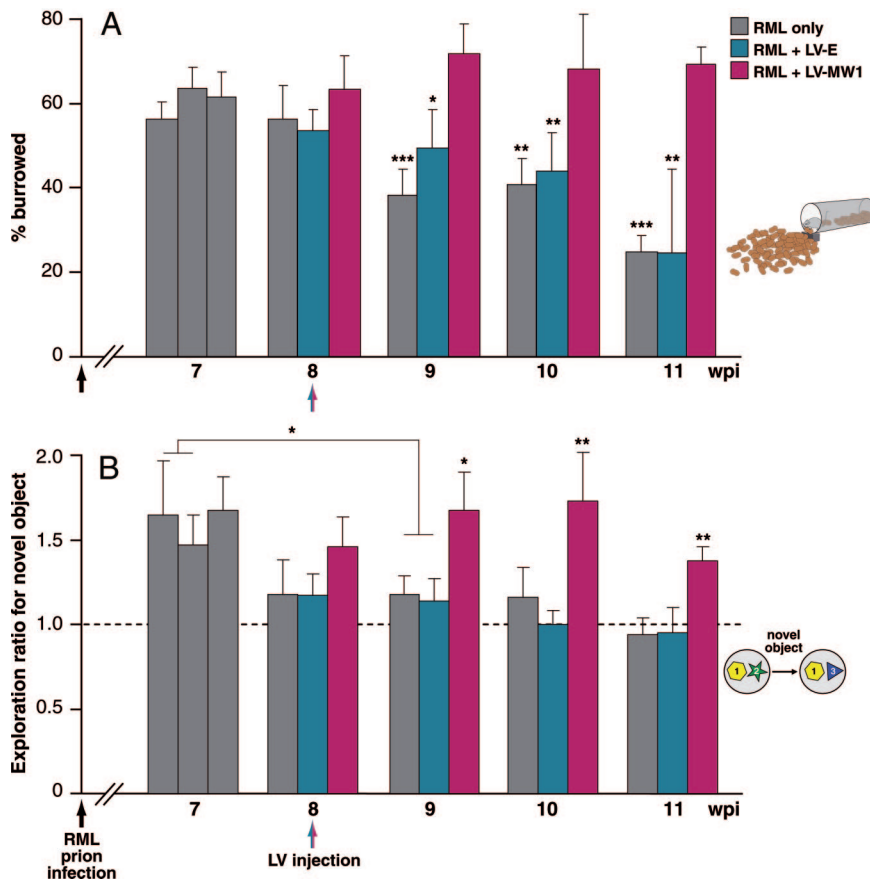 A
RML only
RML + LV-E
RML + LV-MW1
% burrowed
80
60
40
20
0
***
*
**
**
***
**
7 8 9 10 11 wpi
B
Exploration ratio for novel object
2.0
1.5
1.0
0.5
0
*
*
**
**
novel
object
1 2 1 3
7 8 9 10 11 wpi
RML
prion
infection
LV injection